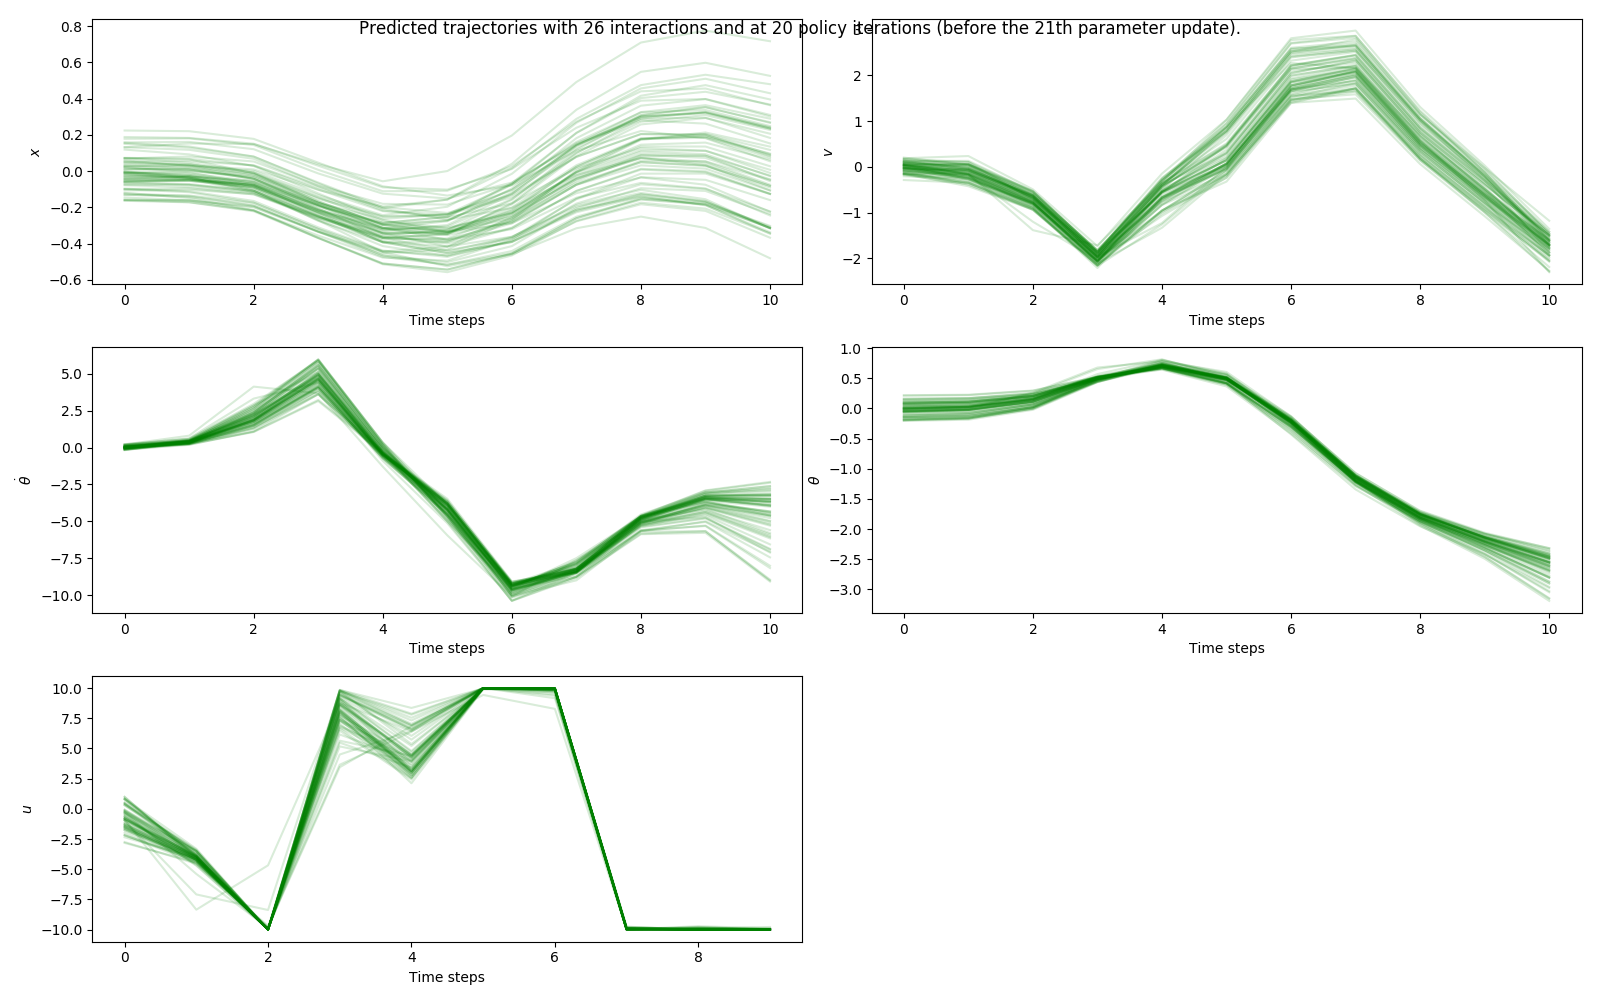 Predicted trajectories with 26 interactions and at 20 policy iterations (before the 21th parameter update).
0.8
0.6
0.4
0.2
0.0
−0.2
−0.4
−0.6
x
0 2 4 6 8 10
Time steps
3
2
1
0
−1
−2
v
0 2 4 6 8 10
Time steps
5.0
2.5
0.0
−2.5
−5.0
−7.5
−10.0
θ̇
0 2 4 6 8 10
Time steps
1.0
0.5
0.0
−0.5
−1.0
−1.5
−2.0
−2.5
−3.0
θ
0 2 4 6 8 10
Time steps
10.0
7.5
5.0
2.5
0.0
−2.5
−5.0
−7.5
−10.0
u
0 2 4 6 8
Time steps